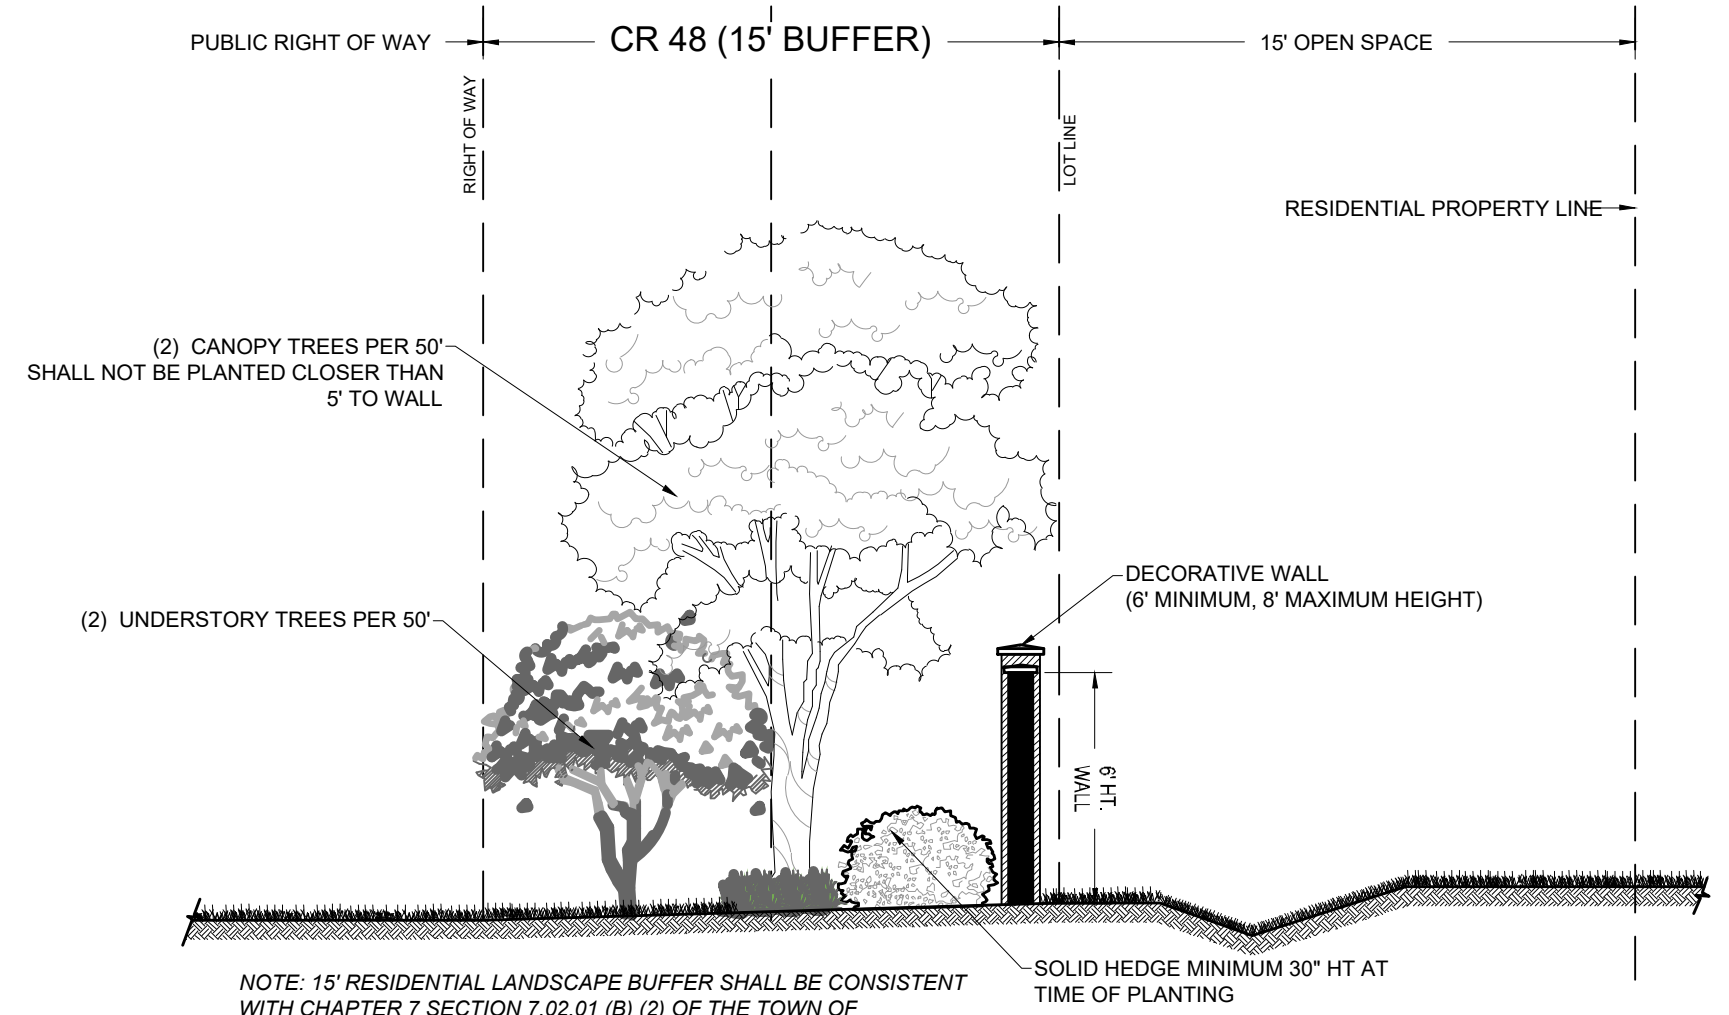 PUBLIC RIGHT OF WAY
CR 48 (15' BUFFER)
15' OPEN SPACE
RIGHT OF WAY
LOT LINE
RESIDENTIAL PROPERTY LINE
(2) CANOPY TREES PER 50'
SHALL NOT BE PLANTED CLOSER THAN
5' TO WALL
DECORATIVE WALL
(6' MINIMUM, 8' MAXIMUM HEIGHT)
(2) UNDERSTORY TREES PER 50'
6' HT.
WALL
SOLID HEDGE MINIMUM 30" HT AT
TIME OF PLANTING
NOTE: 15' RESIDENTIAL LANDSCAPE BUFFER SHALL BE CONSISTENT
WITH CHAPTER 7 SECTION 7.02.01 (B) (2) OF THE TOWN OF